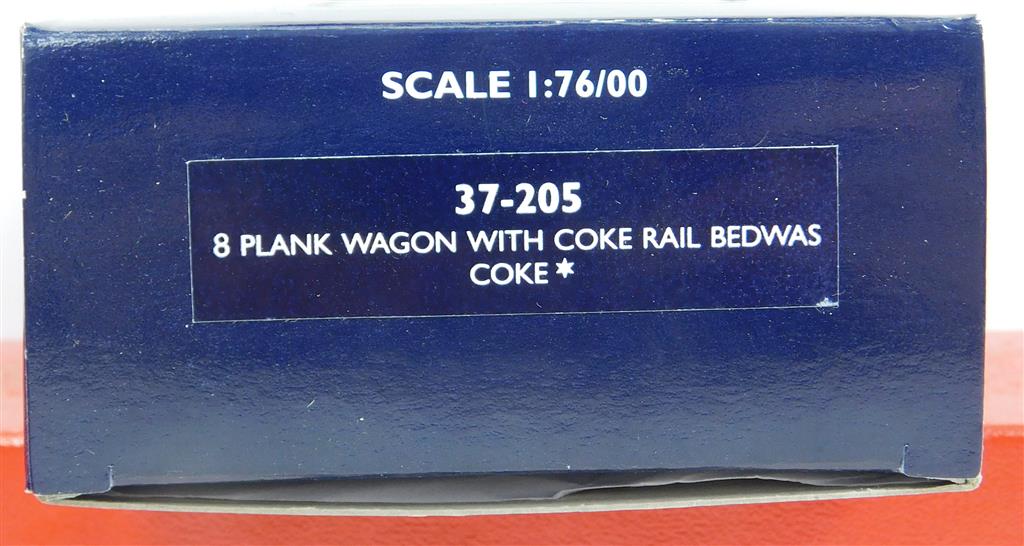 SCALE 1:76/00
37-205
8 PLANK WAGON WITH COKE RAIL BEDWAS
COKE*